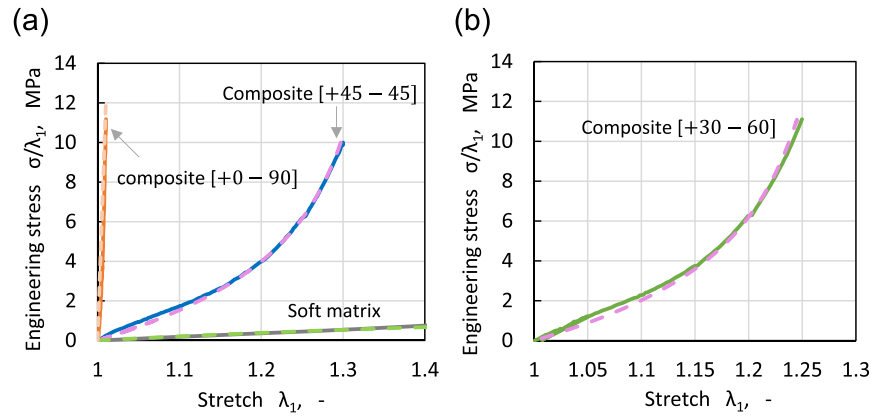 (a)
Engineering stress σ/λ₁, MPa
14
12
10
8
6
4
2
0
Composite [+45 − 45]
composite [+0 − 90]
Soft matrix
1 1.1 1.2 1.3 1.4
Stretch λ₁, -
(b)
Engineering stress σ/λ₁, MPa
14
12
10
8
6
4
2
0
Composite [+30 − 60]
1 1.05 1.1 1.15 1.2 1.25 1.3
Stretch λ₁, -